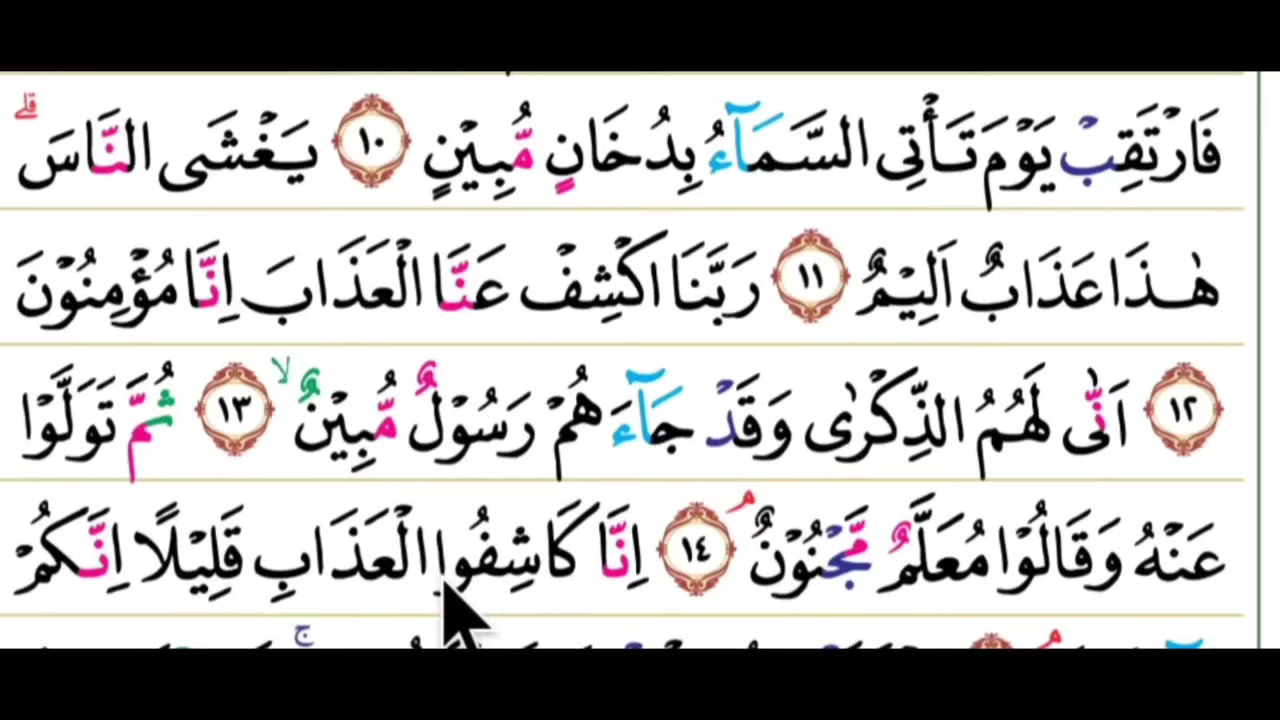 فَارْتَقِبْ يَوْمَ تَأْتِى السَّمَآءُ بِدُخَانٍ مُّبِيْنٍ ١٠ يَغْشَى النَّاسَ ۗ
هٰذَا عَذَابٌ اَلِيْمٌ ١١ رَبَّنَا اكْشِفْ عَنَّا الْعَذَابَ اِنَّا مُؤْمِنُوْنَ
١٢ اَنّٰى لَهُمُ الذِّكْرٰى وَقَدْ جَآءَهُمْ رَسُوْلٌ مُّبِيْنٌ ۙ ١٣ ثُمَّ تَوَلَّوْا
عَنْهُ وَقَالُوْا مُعَلَّمٌ مَّجْنُوْنٌ ۘ ١٤ اِنَّا كَاشِفُوا الْعَذَابِ قَلِيْلًا اِنَّكُمْ